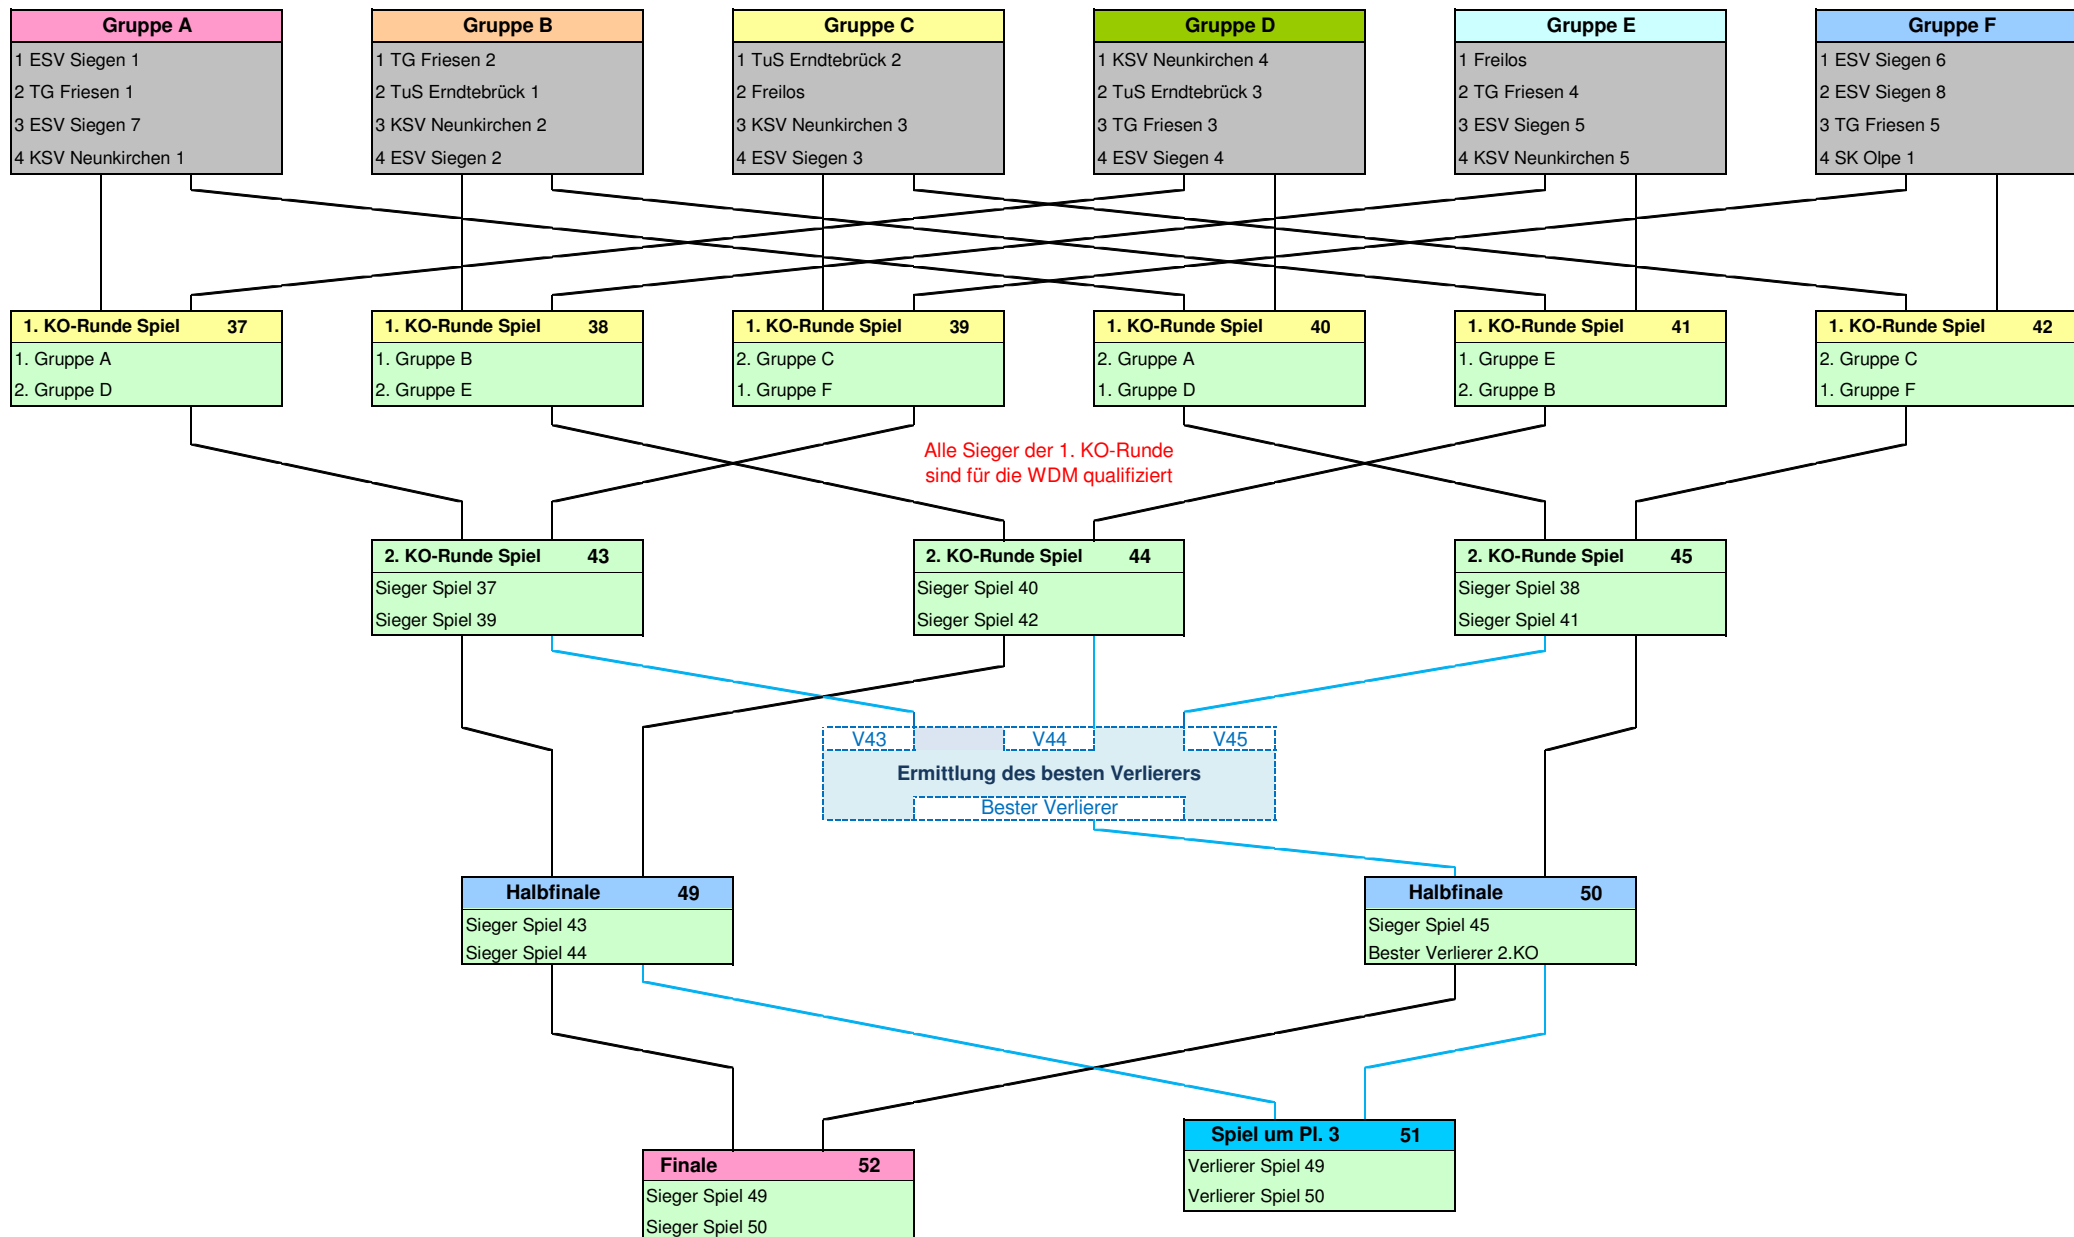 Gruppe A
1 ESV Siegen 1
2 TG Friesen 1
3 ESV Siegen 7
4 KSV Neunkirchen 1
Gruppe B
1 TG Friesen 2
2 TuS Erndtebrück 1
3 KSV Neunkirchen 2
4 ESV Siegen 2
Gruppe C
1 TuS Erndtebrück 2
2 Freilos
3 KSV Neunkirchen 3
4 ESV Siegen 3
Gruppe D
1 KSV Neunkirchen 4
2 TuS Erndtebrück 3
3 TG Friesen 3
4 ESV Siegen 4
Gruppe E
1 Freilos
2 TG Friesen 4
3 ESV Siegen 5
4 KSV Neunkirchen 5
Gruppe F
1 ESV Siegen 6
2 ESV Siegen 8
3 TG Friesen 5
4 SK Olpe 1
1. KO-Runde Spiel 37
1. Gruppe A
2. Gruppe D
1. KO-Runde Spiel 38
1. Gruppe B
2. Gruppe E
1. KO-Runde Spiel 39
2. Gruppe C
1. Gruppe F
1. KO-Runde Spiel 40
2. Gruppe A
1. Gruppe D
1. KO-Runde Spiel 41
1. Gruppe E
2. Gruppe B
1. KO-Runde Spiel 42
2. Gruppe C
1. Gruppe F
Alle Sieger der 1. KO-Runde
sind für die WDM qualifiziert
2. KO-Runde Spiel 43
Sieger Spiel 37
Sieger Spiel 39
2. KO-Runde Spiel 44
Sieger Spiel 40
Sieger Spiel 42
2. KO-Runde Spiel 45
Sieger Spiel 38
Sieger Spiel 41
V43 V44 V45
Ermittlung des besten Verlierers
Bester Verlierer
Halbfinale 49
Sieger Spiel 43
Sieger Spiel 44
Halbfinale 50
Sieger Spiel 45
Bester Verlierer 2.KO
Spiel um Pl. 3 51
Verlierer Spiel 49
Verlierer Spiel 50
Finale 52
Sieger Spiel 49
Sieger Spiel 50